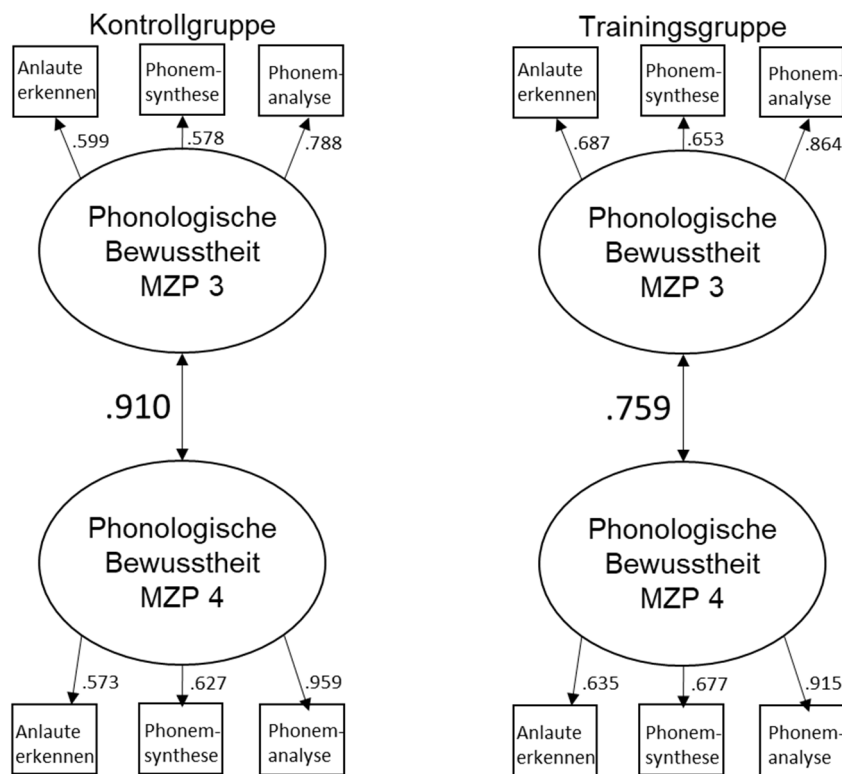 Kontrollgruppe
Anlaute
erkennen
Phonem-
synthese
Phonem-
analyse
.599
.578
.788
Phonologische
Bewusstheit
MZP 3
.910
Phonologische
Bewusstheit
MZP 4
.573
.627
.959
Anlaute
erkennen
Phonem-
synthese
Phonem-
analyse
Trainingsgruppe
Anlaute
erkennen
Phonem-
synthese
Phonem-
analyse
.687
.653
.864
Phonologische
Bewusstheit
MZP 3
.759
Phonologische
Bewusstheit
MZP 4
.635
.677
.915
Anlaute
erkennen
Phonem-
synthese
Phonem-
analyse